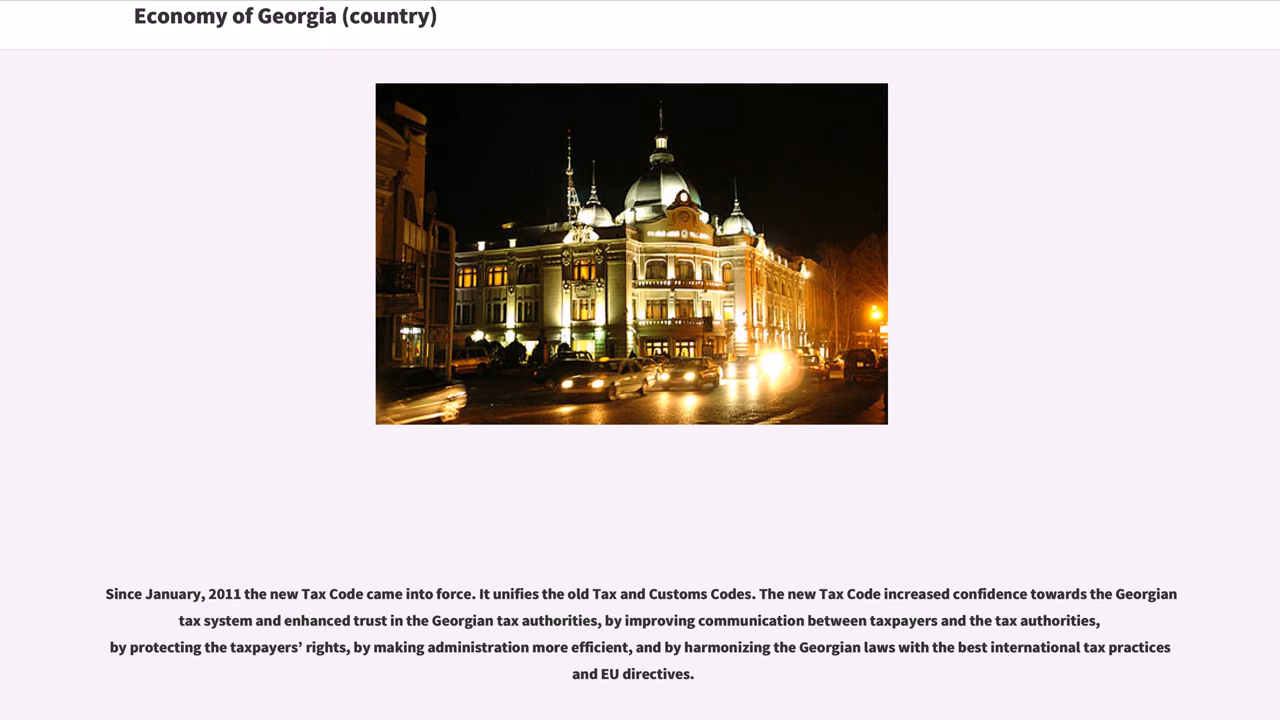 Economy of Georgia (country)
Since January, 2011 the new Tax Code came into force. It unifies the old Tax and Customs Codes. The new Tax Code increased confidence towards the Georgian
tax system and enhanced trust in the Georgian tax authorities, by improving communication between taxpayers and the tax authorities,
by protecting the taxpayers’ rights, by making administration more efficient, and by harmonizing the Georgian laws with the best international tax practices
and EU directives.